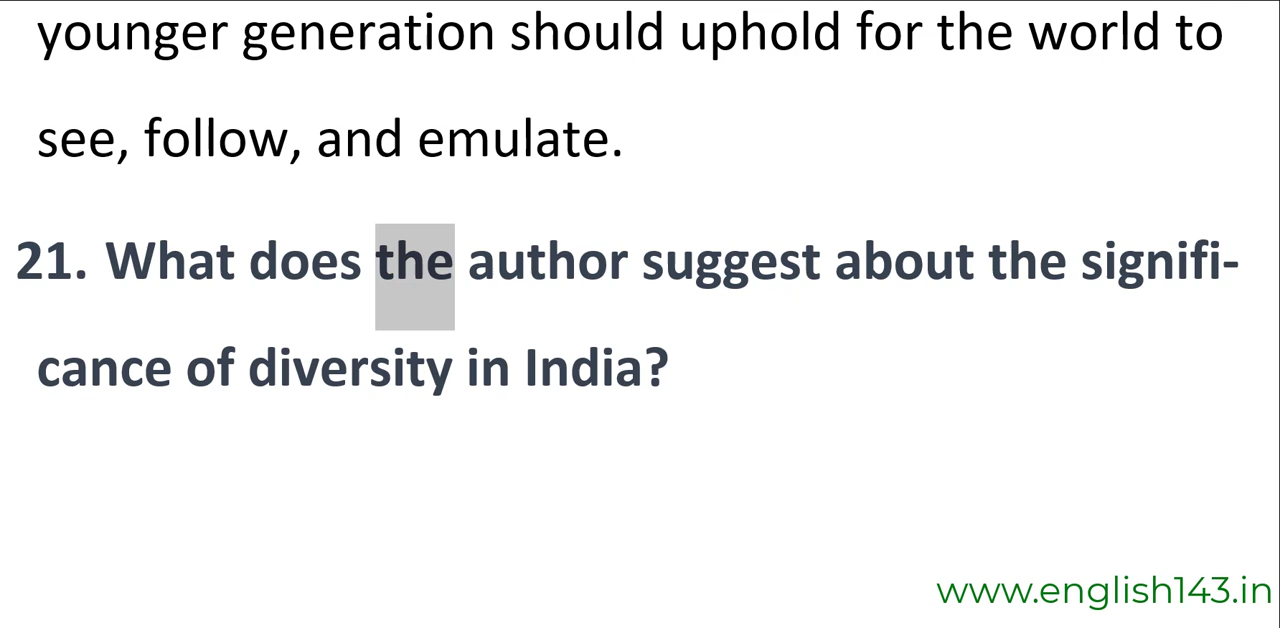 younger generation should uphold for the world to
see, follow, and emulate.
21. What does the author suggest about the signifi-
cance of diversity in India?
www.english143.in